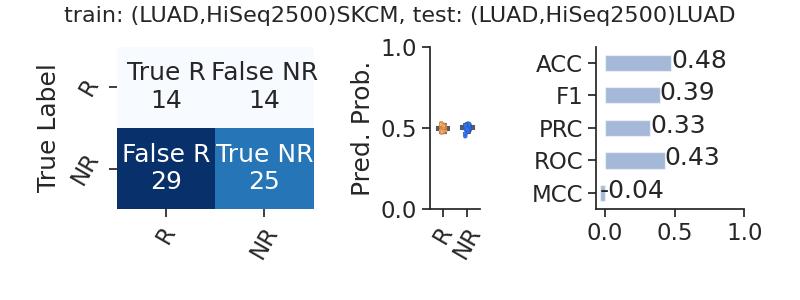 train: (LUAD,HiSeq2500)SKCM, test: (LUAD,HiSeq2500)LUAD
True Label
R
NR
True R
14
False NR
14
False R
29
True NR
25
R
NR
Pred. Prob.
1.0
0.5
0.0
R
NR
ACC
0.48
F1
0.39
PRC
0.33
ROC
0.43
MCC
-0.04
0.0
0.5
1.0